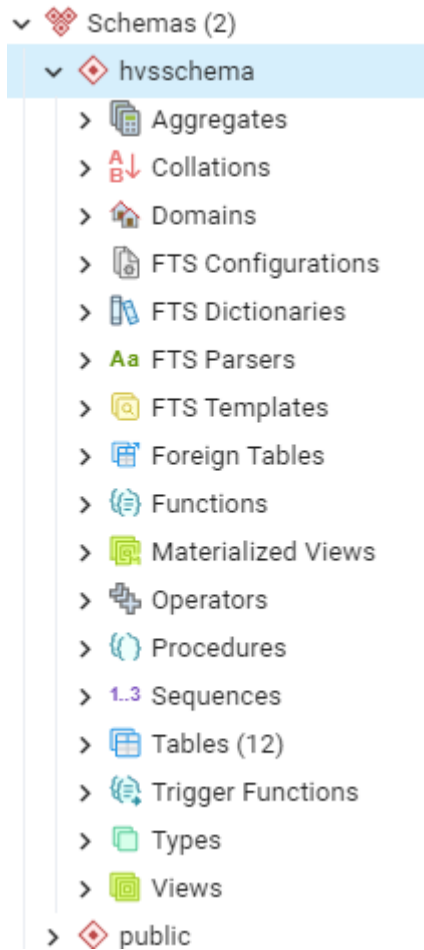 Schemas (2)
hvsschema
Aggregates
A
B
Collations
Domains
FTS Configurations
FTS Dictionaries
Aa FTS Parsers
FTS Templates
Foreign Tables
Functions
Materialized Views
Operators
Procedures
1..3 Sequences
Tables (12)
Trigger Functions
Types
Views
public